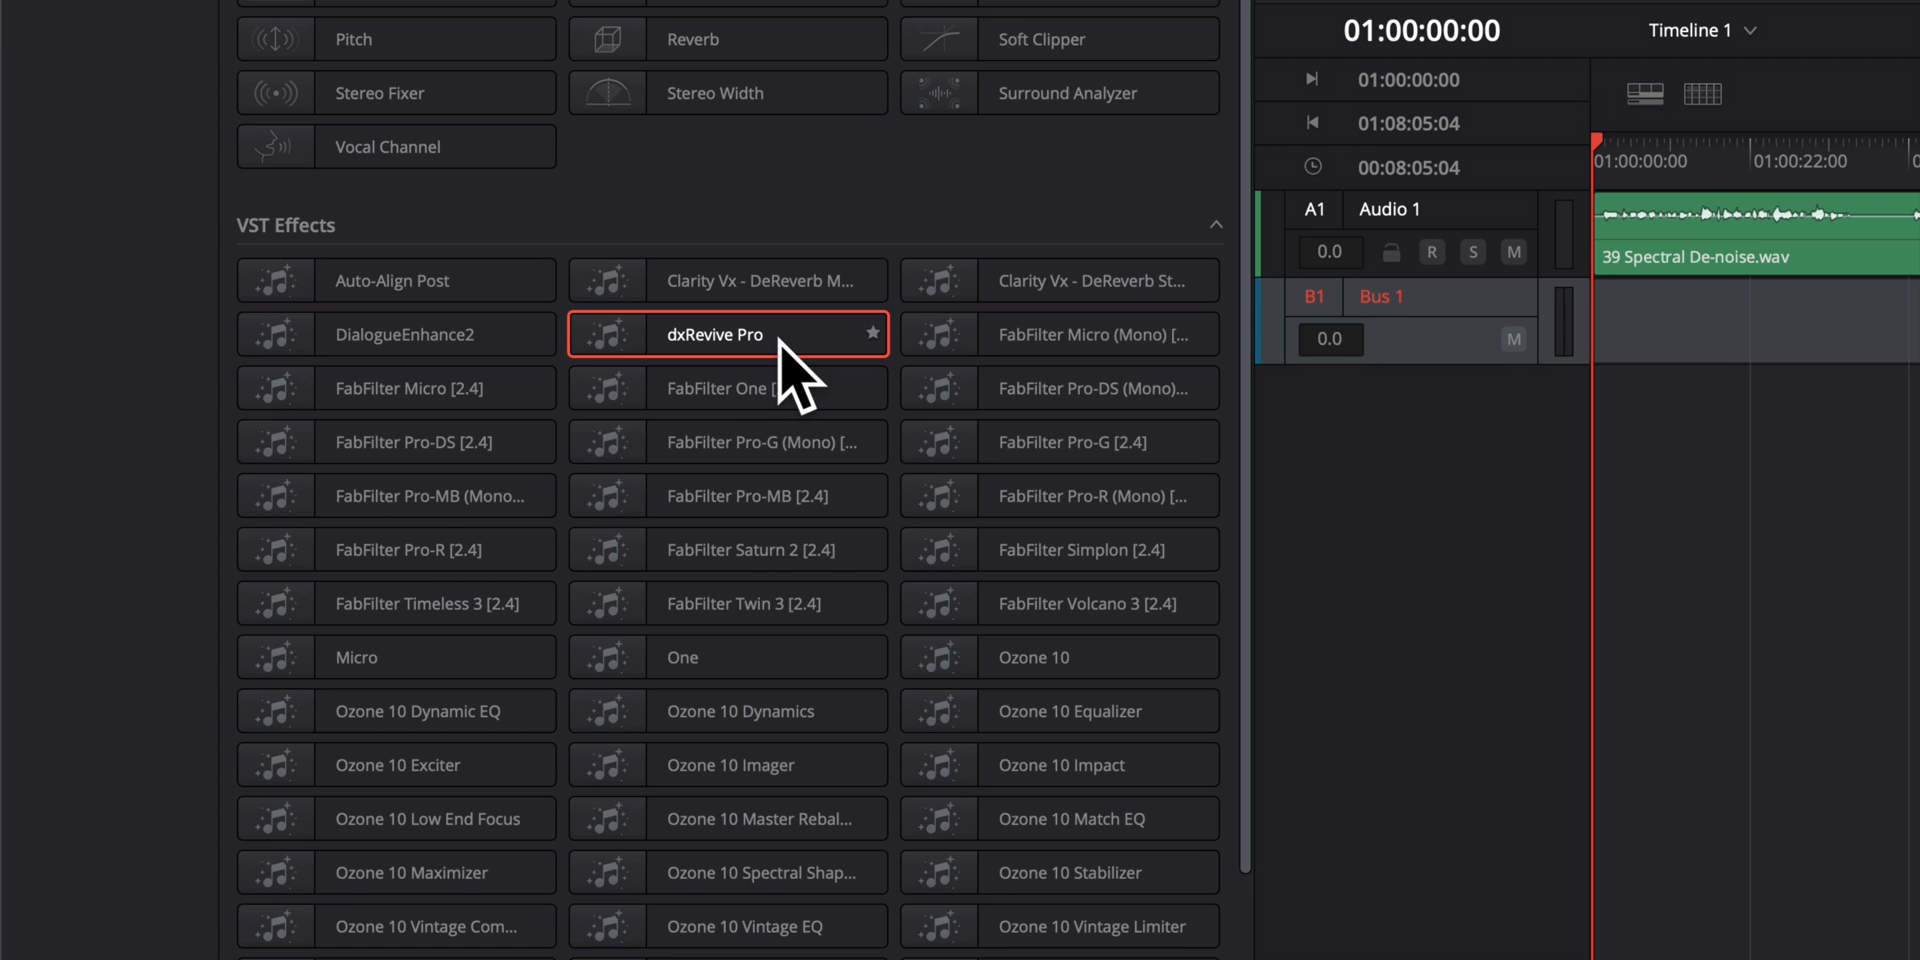 Pitch
Reverb
Soft Clipper
Stereo Fixer
Stereo Width
Surround Analyzer
Vocal Channel
VST Effects
Auto-Align Post
Clarity Vx - DeReverb M...
Clarity Vx - DeReverb St...
DialogueEnhance2
dxRevive Pro
FabFilter Micro (Mono) [...
FabFilter Micro [2.4]
FabFilter One [
FabFilter Pro-DS (Mono)...
FabFilter Pro-DS [2.4]
FabFilter Pro-G (Mono) [...
FabFilter Pro-G [2.4]
FabFilter Pro-MB (Mono...
FabFilter Pro-MB [2.4]
FabFilter Pro-R (Mono) [...
FabFilter Pro-R [2.4]
FabFilter Saturn 2 [2.4]
FabFilter Simplon [2.4]
FabFilter Timeless 3 [2.4]
FabFilter Twin 3 [2.4]
FabFilter Volcano 3 [2.4]
Micro
One
Ozone 10
Ozone 10 Dynamic EQ
Ozone 10 Dynamics
Ozone 10 Equalizer
Ozone 10 Exciter
Ozone 10 Imager
Ozone 10 Impact
Ozone 10 Low End Focus
Ozone 10 Master Rebal...
Ozone 10 Match EQ
Ozone 10 Maximizer
Ozone 10 Spectral Shap...
Ozone 10 Stabilizer
Ozone 10 Vintage Com...
Ozone 10 Vintage EQ
Ozone 10 Vintage Limiter
01:00:00:00
Timeline 1
01:00:00:00
01:08:05:04
00:08:05:04
01:00:00:00
01:00:22:00
A1
Audio 1
0.0
R
S
M
39 Spectral De-noise.wav
B1
Bus 1
0.0
M